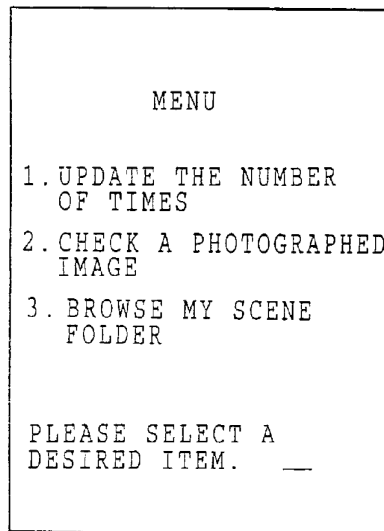 MENU
1. UPDATE THE NUMBER
OF TIMES
2. CHECK A PHOTOGRAPHED
IMAGE
3. BROWSE MY SCENE
FOLDER
PLEASE SELECT A
DESIRED ITEM. __